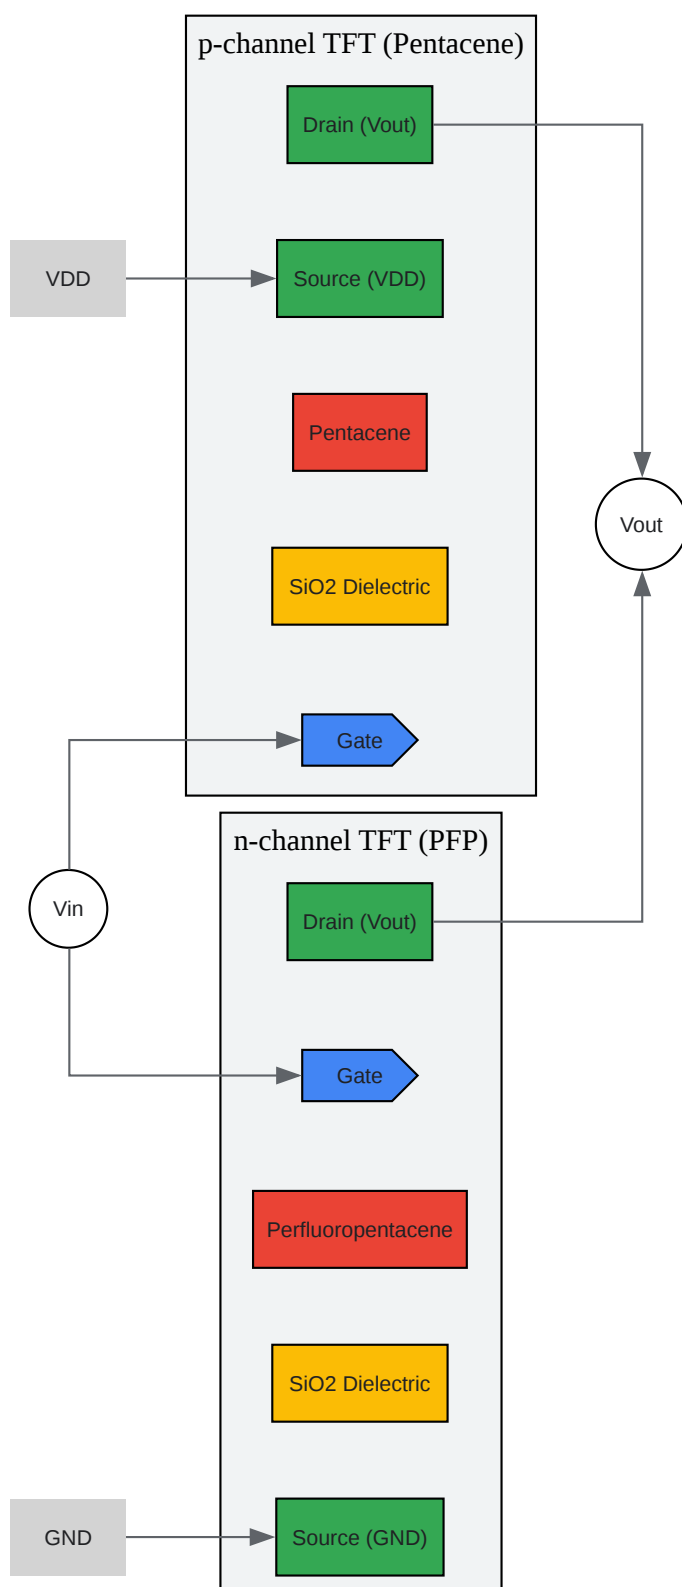 p-channel TFT (Pentacene)
Drain (Vout)
VDD
Source (VDD)
Pentacene
Vout
SiO2 Dielectric
Gate
n-channel TFT (PFP)
Vin
Drain (Vout)
Gate
Perfluoropentacene
SiO2 Dielectric
GND
Source (GND)